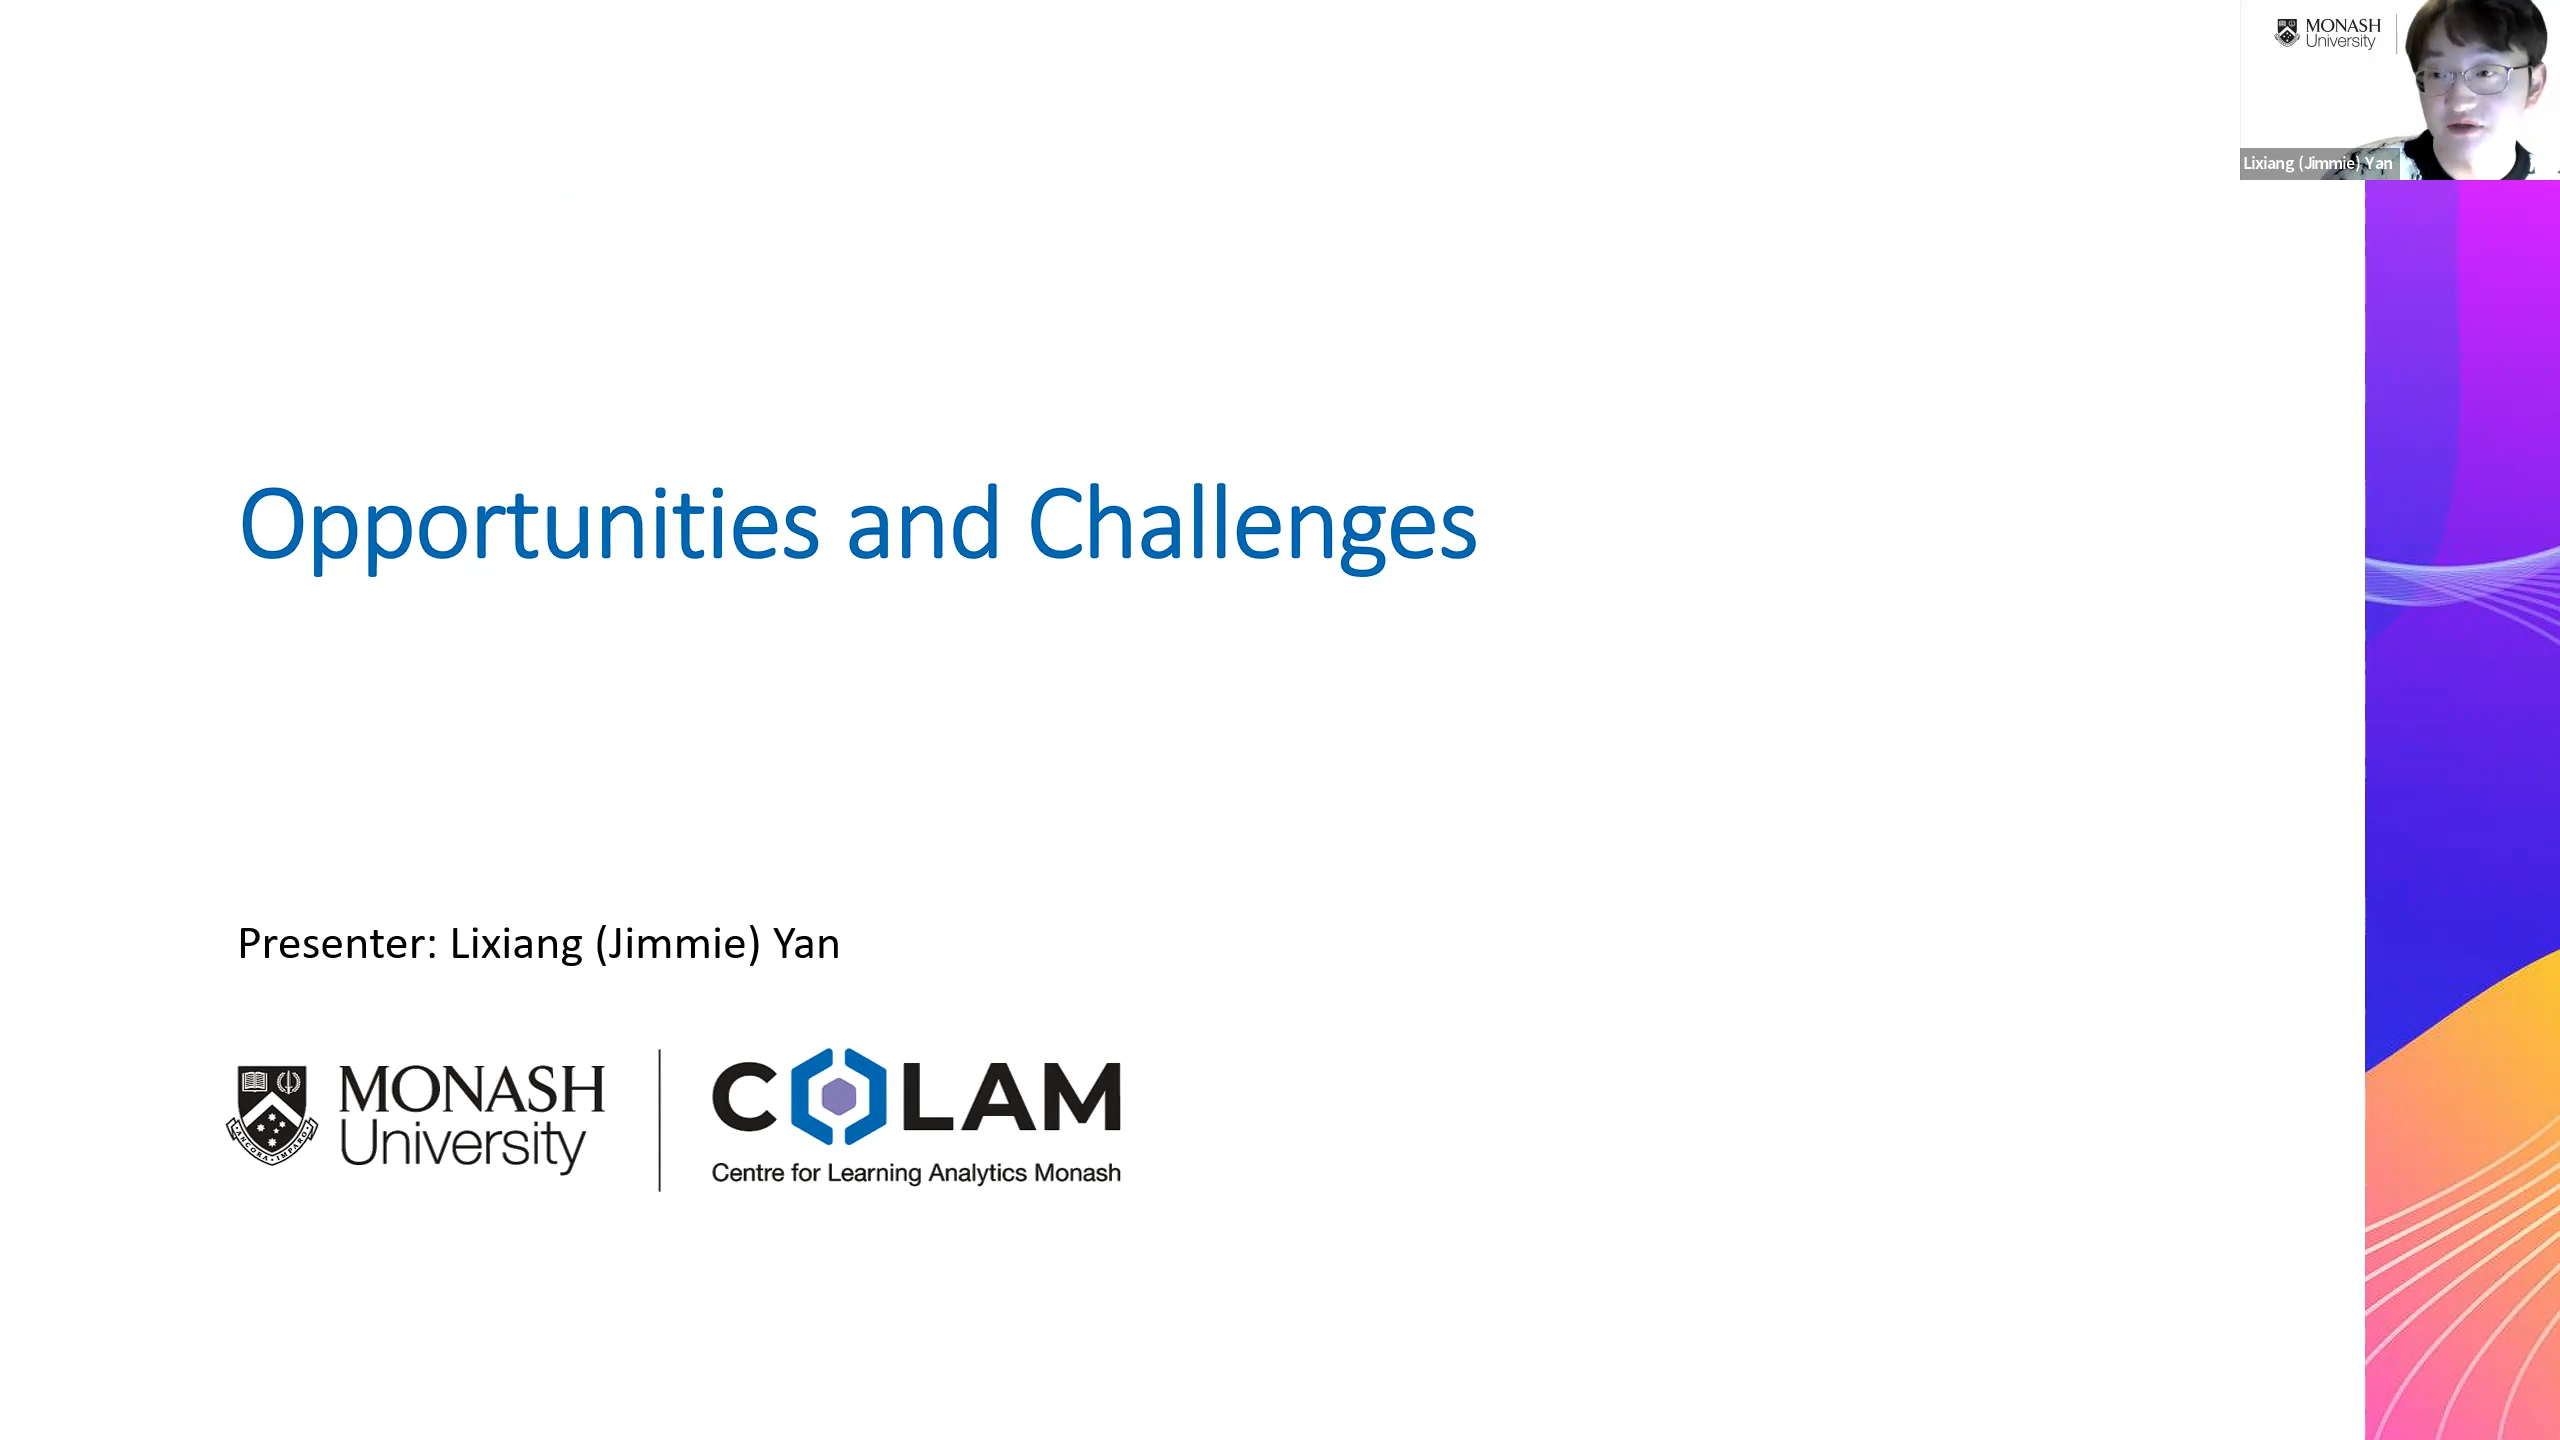 MONASH
University
Lixiang (Jimmie) Yan
Opportunities and Challenges
Presenter: Lixiang (Jimmie) Yan
MONASH
University
COLAM
Centre for Learning Analytics Monash